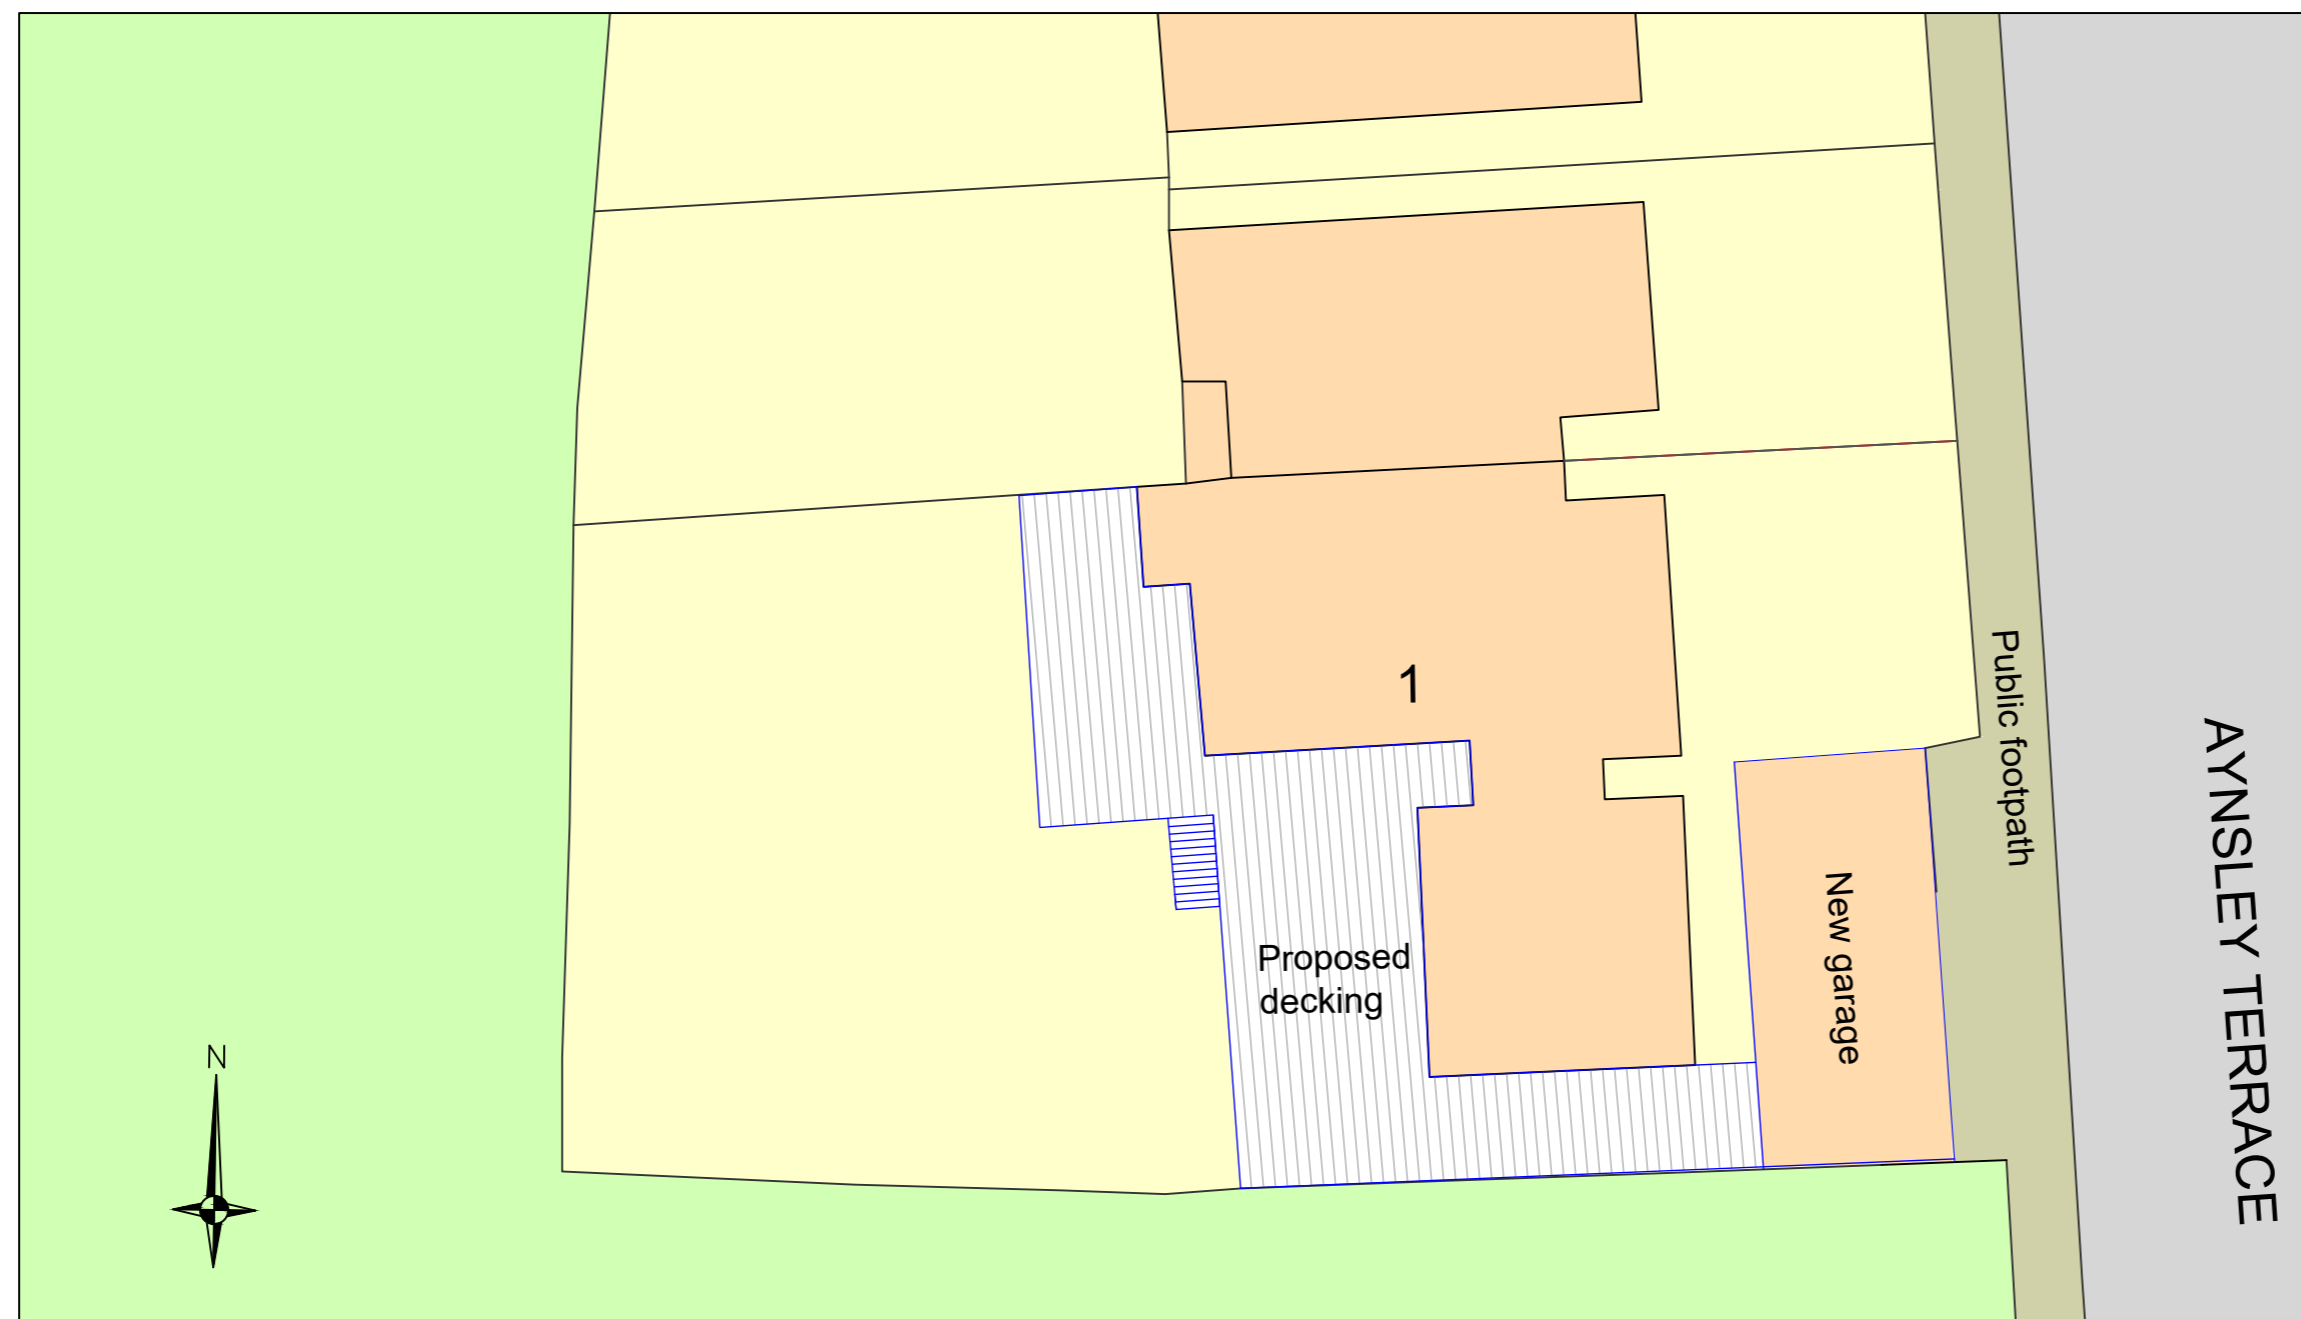 1
Public footpath
AYNSLEY TERRACE
New garage
Proposed
decking
N